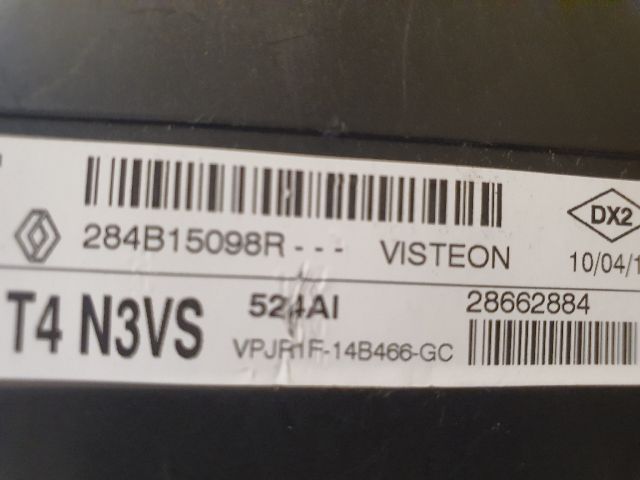 284B15098R--- VISTEON
DX2
10/04/1
T4 N3VS
524AI
28662884
VPJR1F-14B466-GC